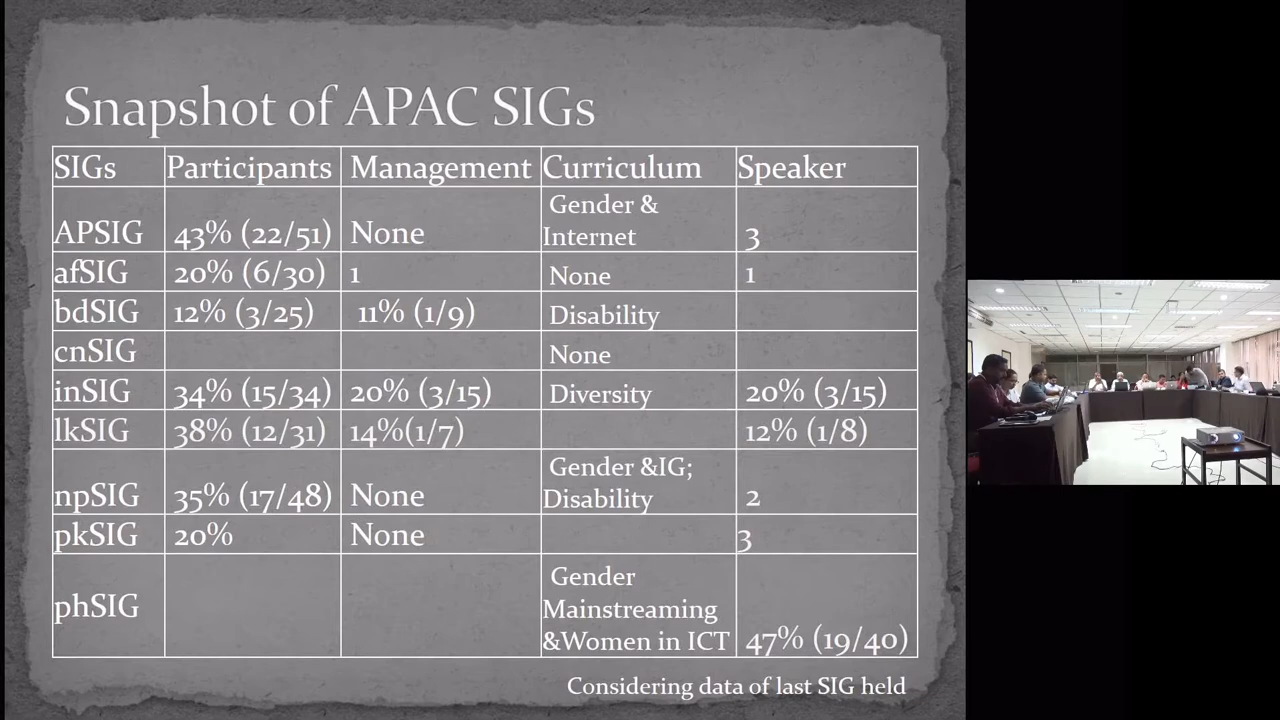 Snapshot of APAC SIGs
SIGs Participants Management Curriculum Speaker
APSIG 43% (22/51) None Gender & Internet 3
afSIG 20% (6/30) 1 None 1
bdSIG 12% (3/25) 11% (1/9) Disability
cnSIG None
inSIG 34% (15/34) 20% (3/15) Diversity 20% (3/15)
lkSIG 38% (12/31) 14%(1/7) 12% (1/8)
npSIG 35% (17/48) None Gender &IG; Disability 2
pkSIG 20% None 3
phSIG Gender Mainstreaming &Women in ICT 47% (19/40)
Considering data of last SIG held